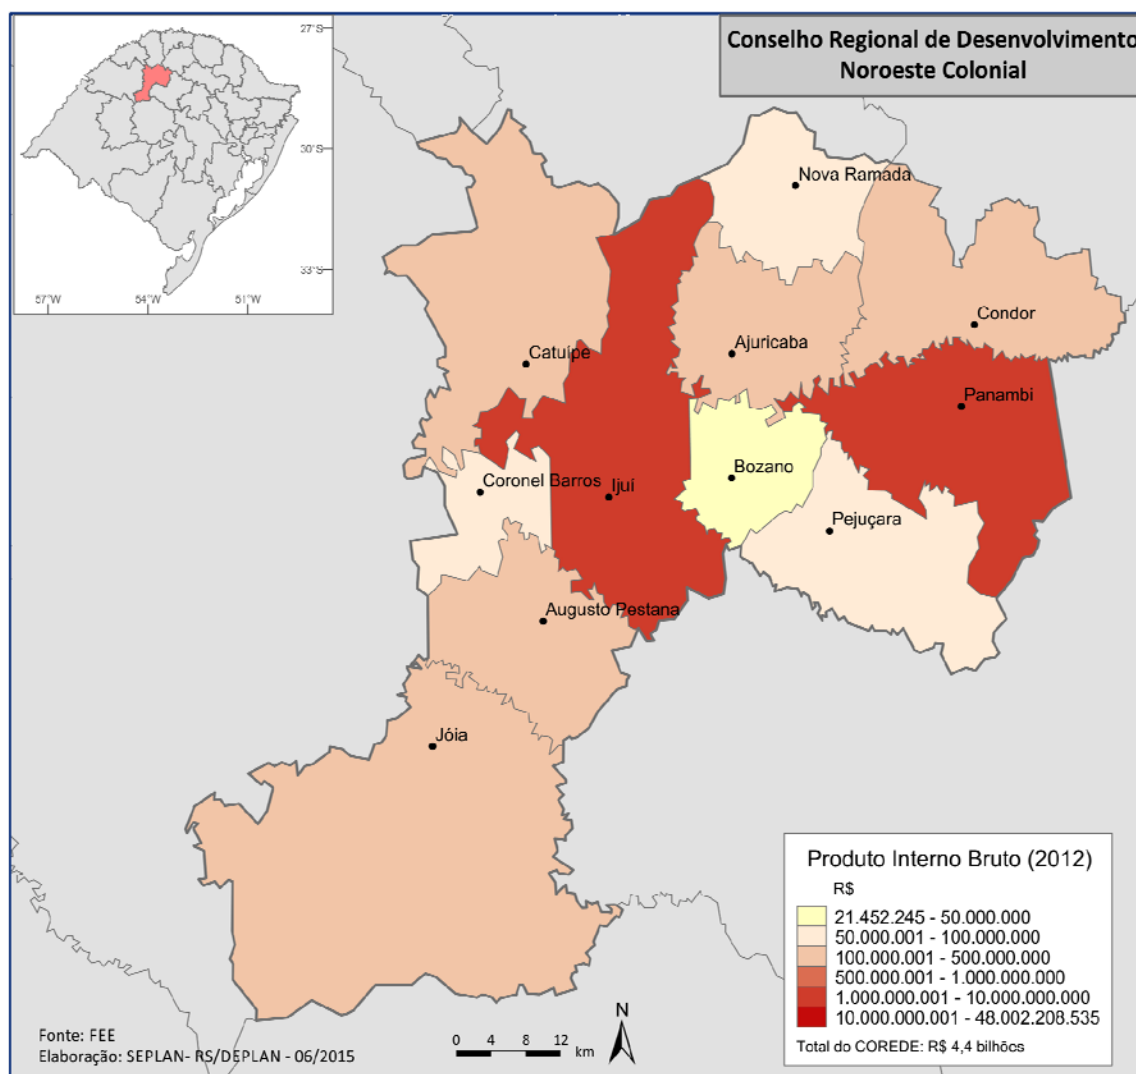 Conselho Regional de Desenvolvimento
Noroeste Colonial
27°S
30°S
33°S
57°W
54°W
51°W
Nova Ramada
Condor
Ajuricaba
Catuípe
Panambi
Bozano
Coronel Barros
Ijuí
Pejuçara
Augusto Pestana
Jóia
Produto Interno Bruto (2012)
R$
21.452.245 - 50.000.000
50.000.001 - 100.000.000
100.000.001 - 500.000.000
500.000.001 - 1.000.000.000
1.000.000.001 - 10.000.000.000
10.000.000.001 - 48.002.208.535
Total do COREDE: R$ 4,4 bilhões
N
0 4 8 12
km
Fonte: FEE
Elaboração: SEPLAN- RS/DEPLAN - 06/2015